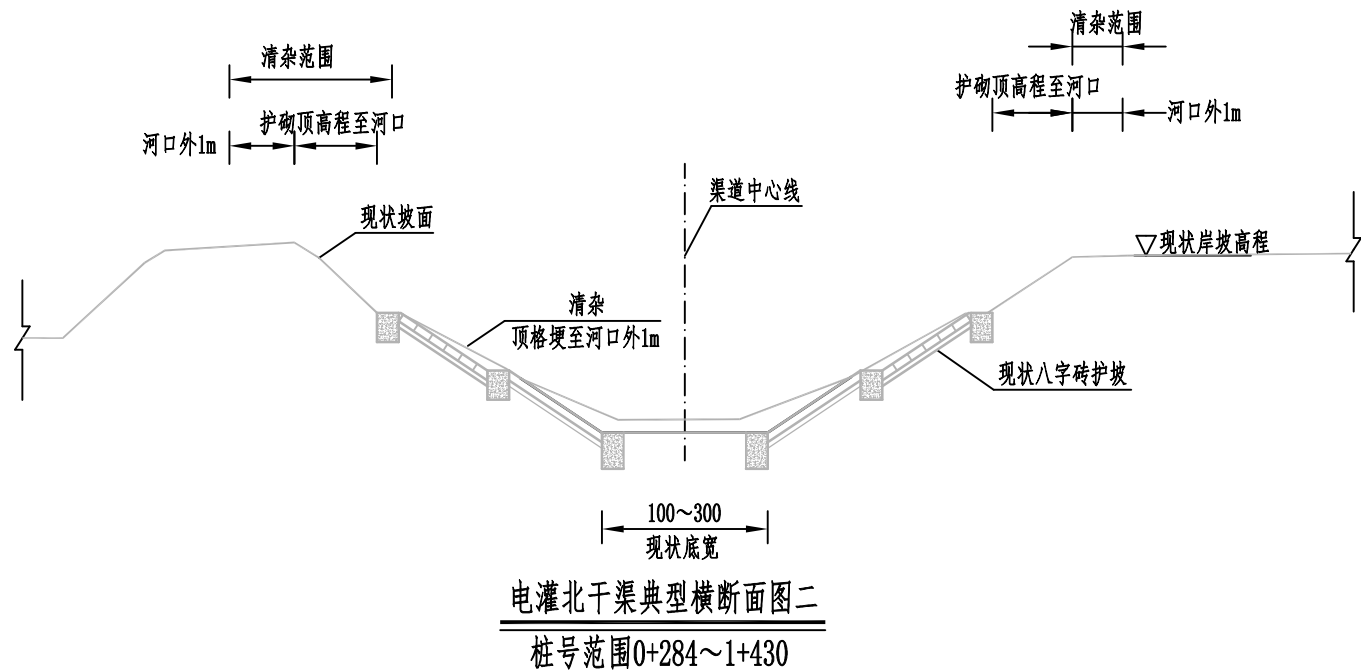 清杂范围
清杂范围
护砌顶高程至河口
河口外1m
护砌顶高程至河口
河口外1m
渠道中心线
现状坡面
现状岸坡高程
清杂
顶格埂至河口外1m
现状八字砖护坡
100～300
现状底宽
电灌北干渠典型横断面图二
桩号范围0+284～1+430